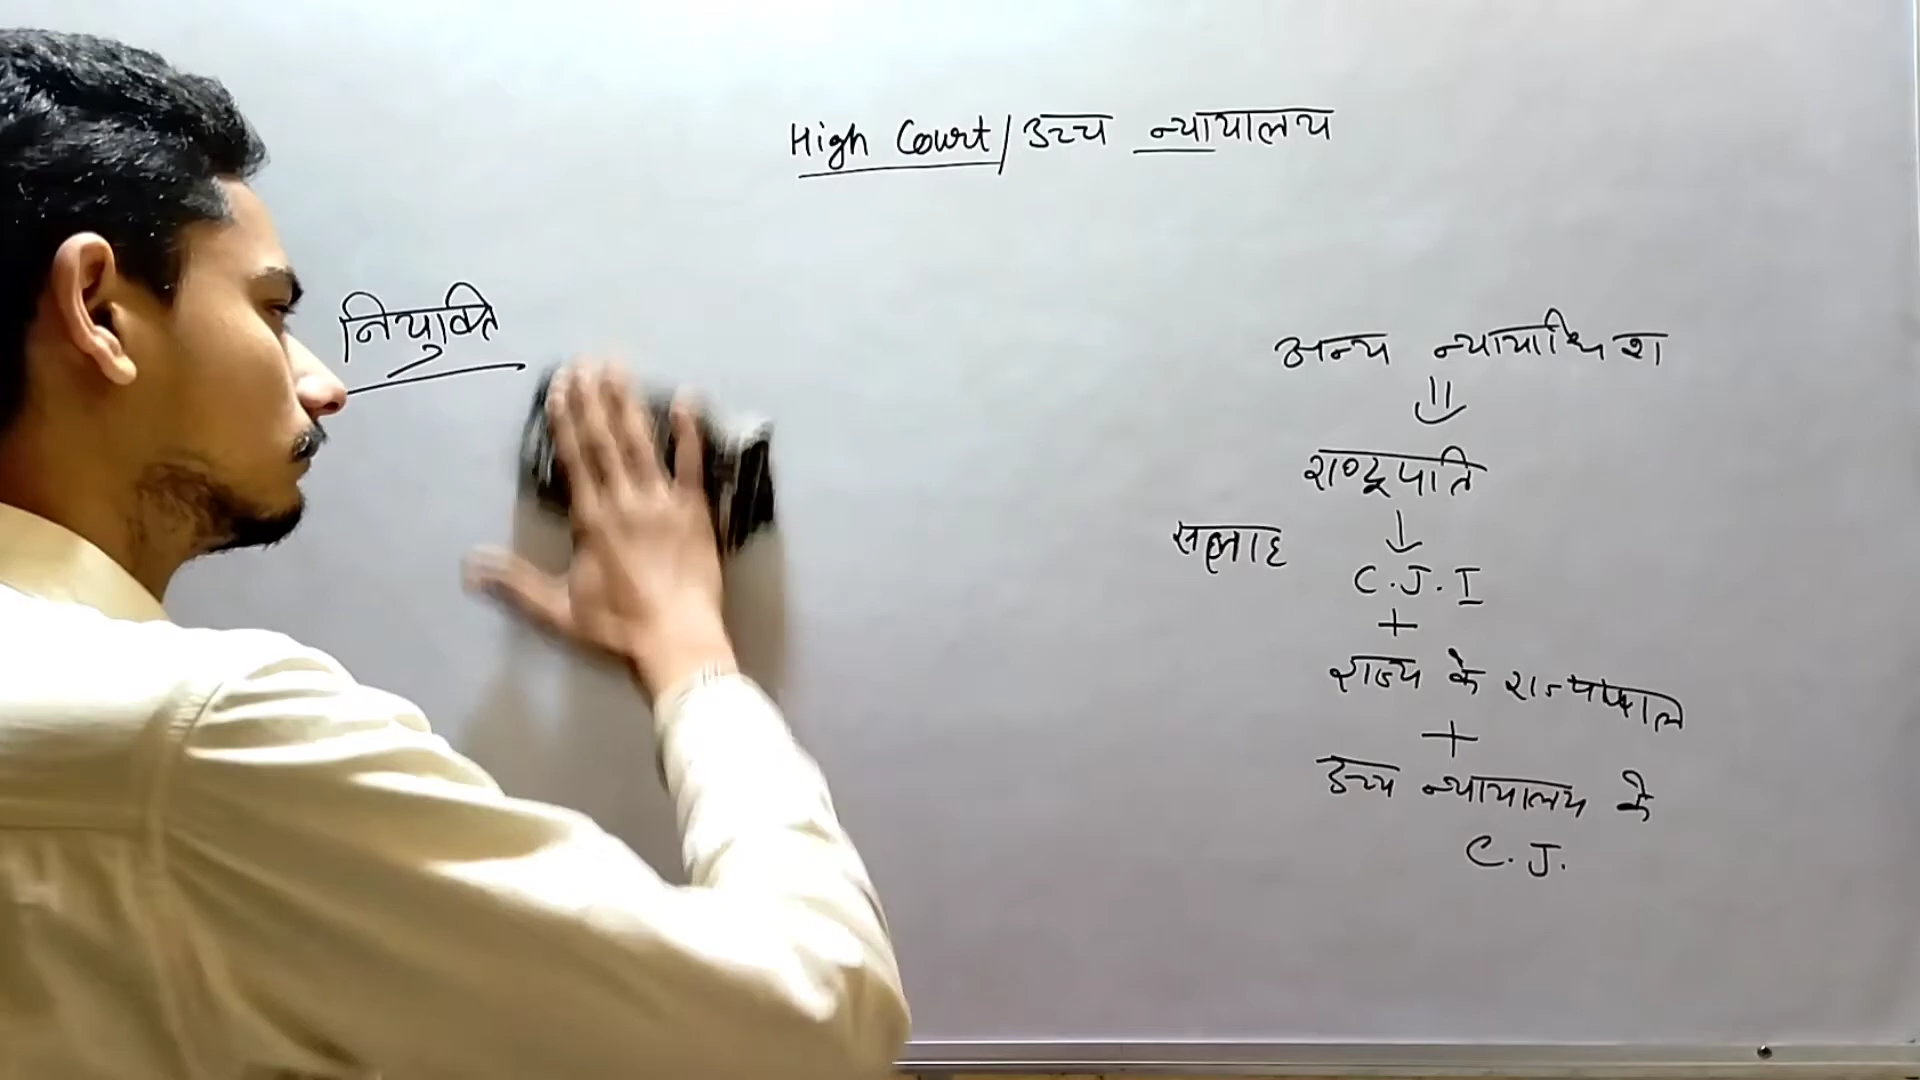 High Court/उच्च न्यायालय
नियुक्ति
अन्य न्यायाधिश
राष्ट्रपति
सलाह
C.J.I
+
राज्य के राज्यपाल
+
उच्च न्यायालय के
C.J.